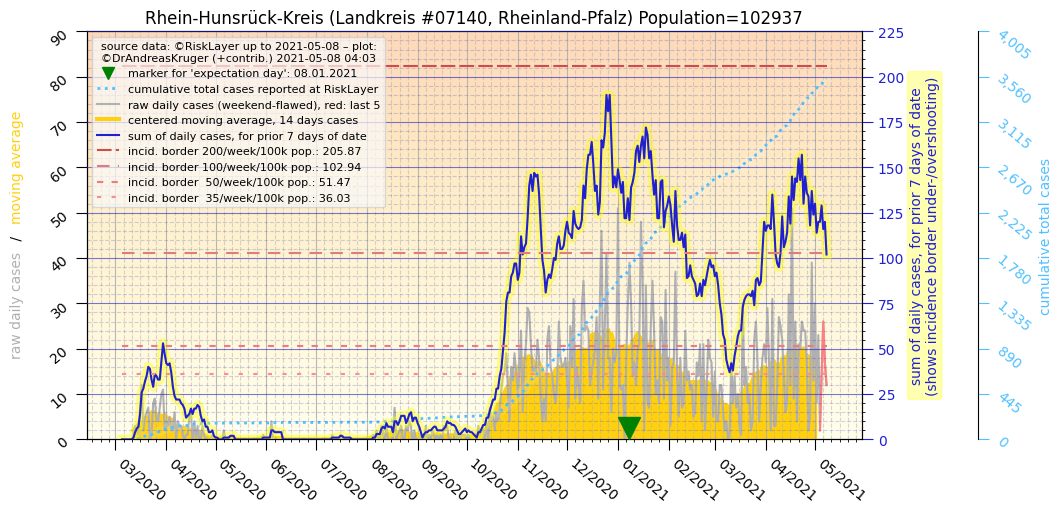 Rhein-Hunsrück-Kreis (Landkreis #07140, Rheinland-Pfalz) Population=102937
source data: ©RiskLayer up to 2021-05-08 – plot:
©DrAndreasKruger (+contrib.) 2021-05-08 04:03
marker for 'expectation day': 08.01.2021
cumulative total cases reported at RiskLayer
raw daily cases (weekend-flawed), red: last 5
centered moving average, 14 days cases
sum of daily cases, for prior 7 days of date
incid. border 200/week/100k pop.: 205.87
incid. border 100/week/100k pop.: 102.94
incid. border  50/week/100k pop.: 51.47
incid. border  35/week/100k pop.: 36.03
raw daily cases / moving average
90
80
70
60
50
40
30
20
10
0
03/2020
04/2020
05/2020
06/2020
07/2020
08/2020
09/2020
10/2020
11/2020
12/2020
01/2021
02/2021
03/2021
04/2021
05/2021
225
200
175
150
125
100
75
50
25
0
sum of daily cases, for prior 7 days of date
(shows incidence border under-/overshooting)
4,005
3,560
3,115
2,670
2,225
1,780
1,335
890
445
0
cumulative total cases